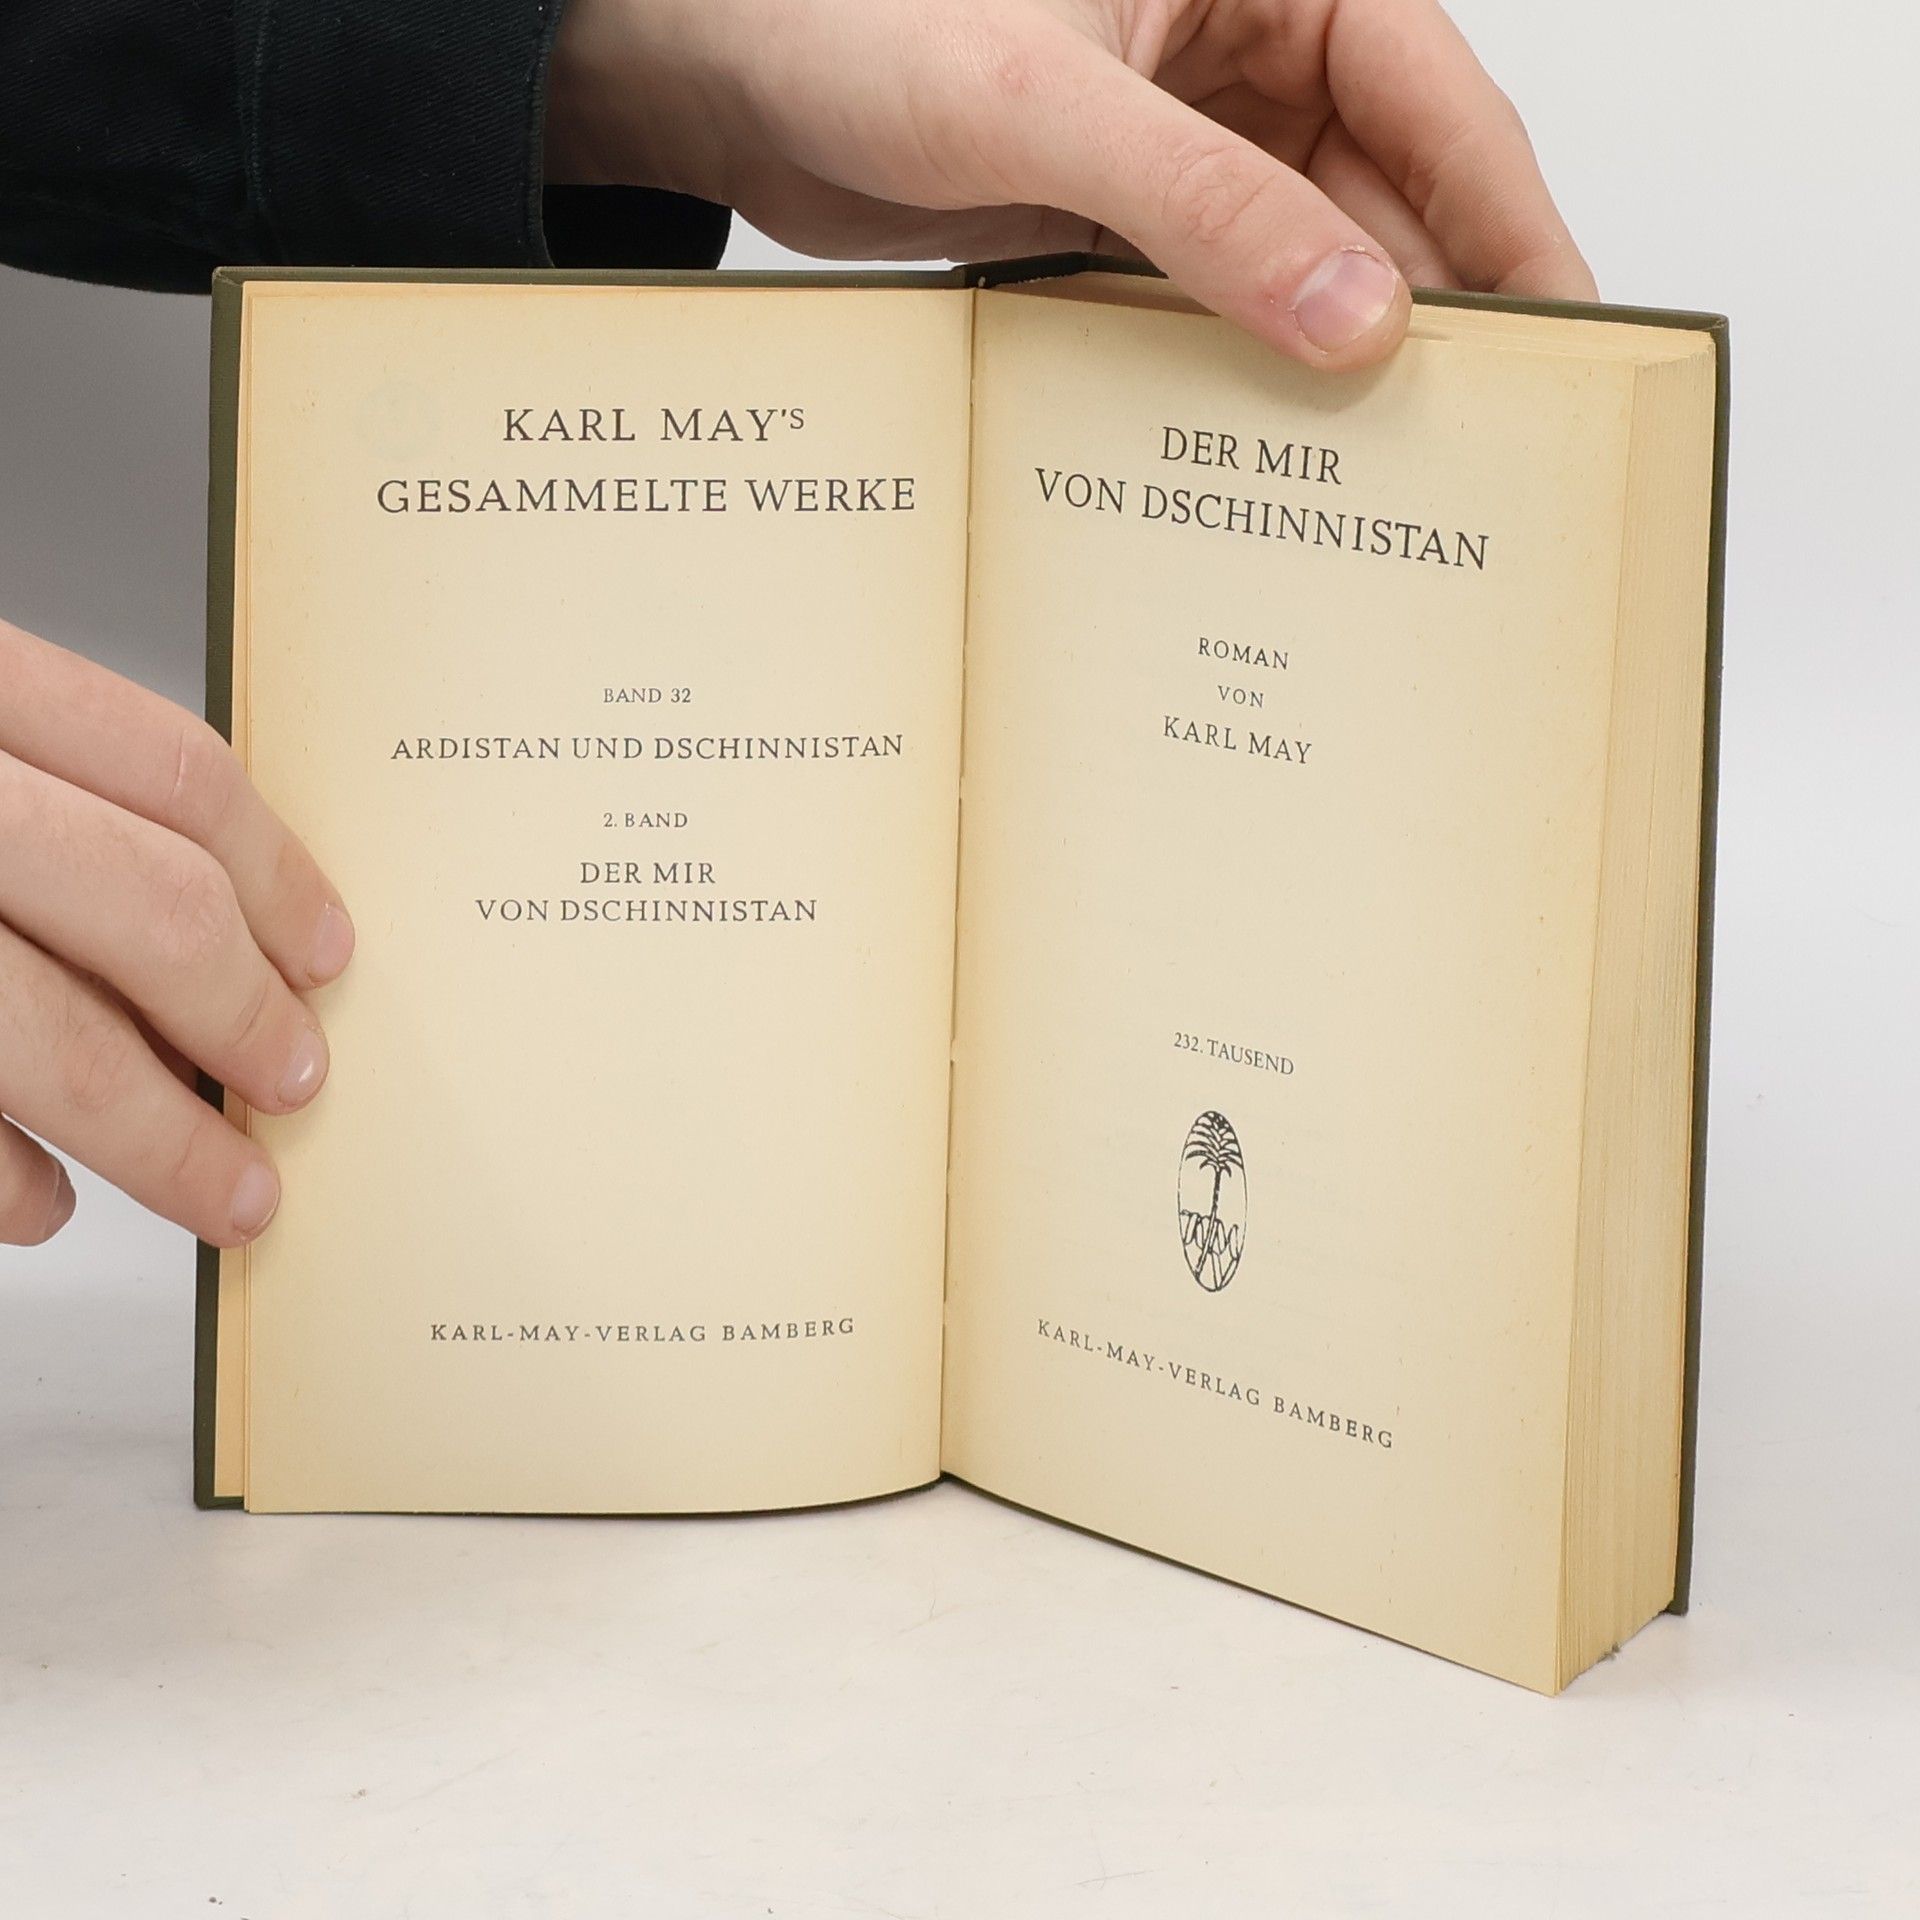 KARL MAY'S
GESAMMELTE WERKE
BAND 32
ARDISTAN UND DSCHINNISTAN
2. BAND
DER MIR
VON DSCHINNISTAN
KARL-MAY-VERLAG BAMBERG
DER MIR
VON DSCHINNISTAN
ROMAN
VON
KARL MAY
232. TAUSEND
KARL-MAY-VERLAG BAMBERG